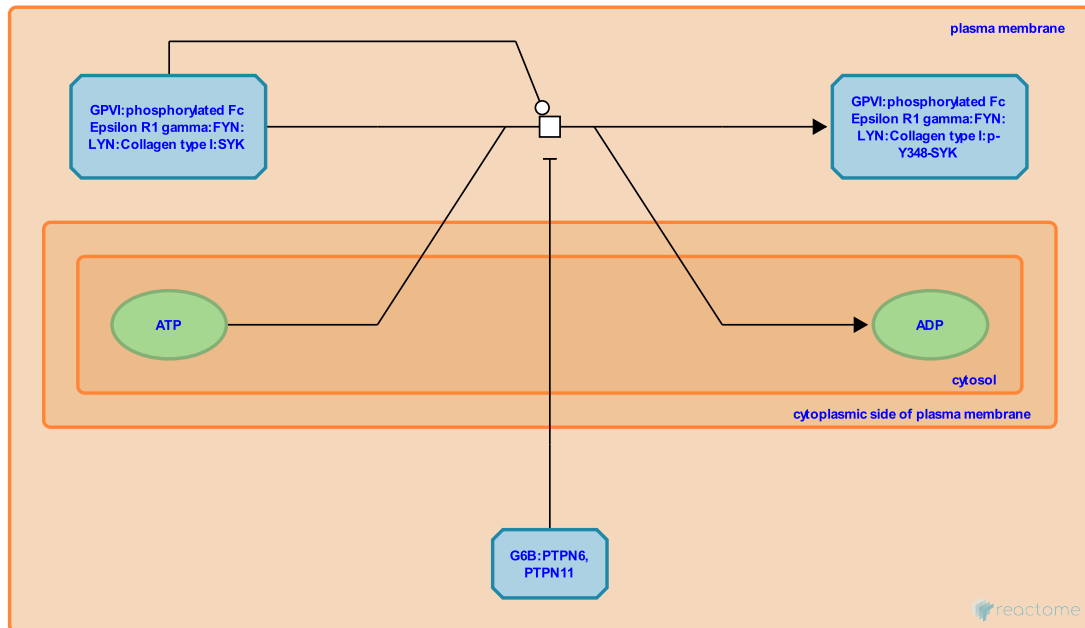 plasma membrane
GPVI:phosphorylated Fc
Epsilon R1 gamma:FYN:
LYN:Collagen type I:SYK
GPVI:phosphorylated Fc
Epsilon R1 gamma:FYN:
LYN:Collagen type I:p-
Y348-SYK
ATP
ADP
cytosol
cytoplasmic side of plasma membrane
G6B:PTPN6,
PTPN11
reactome